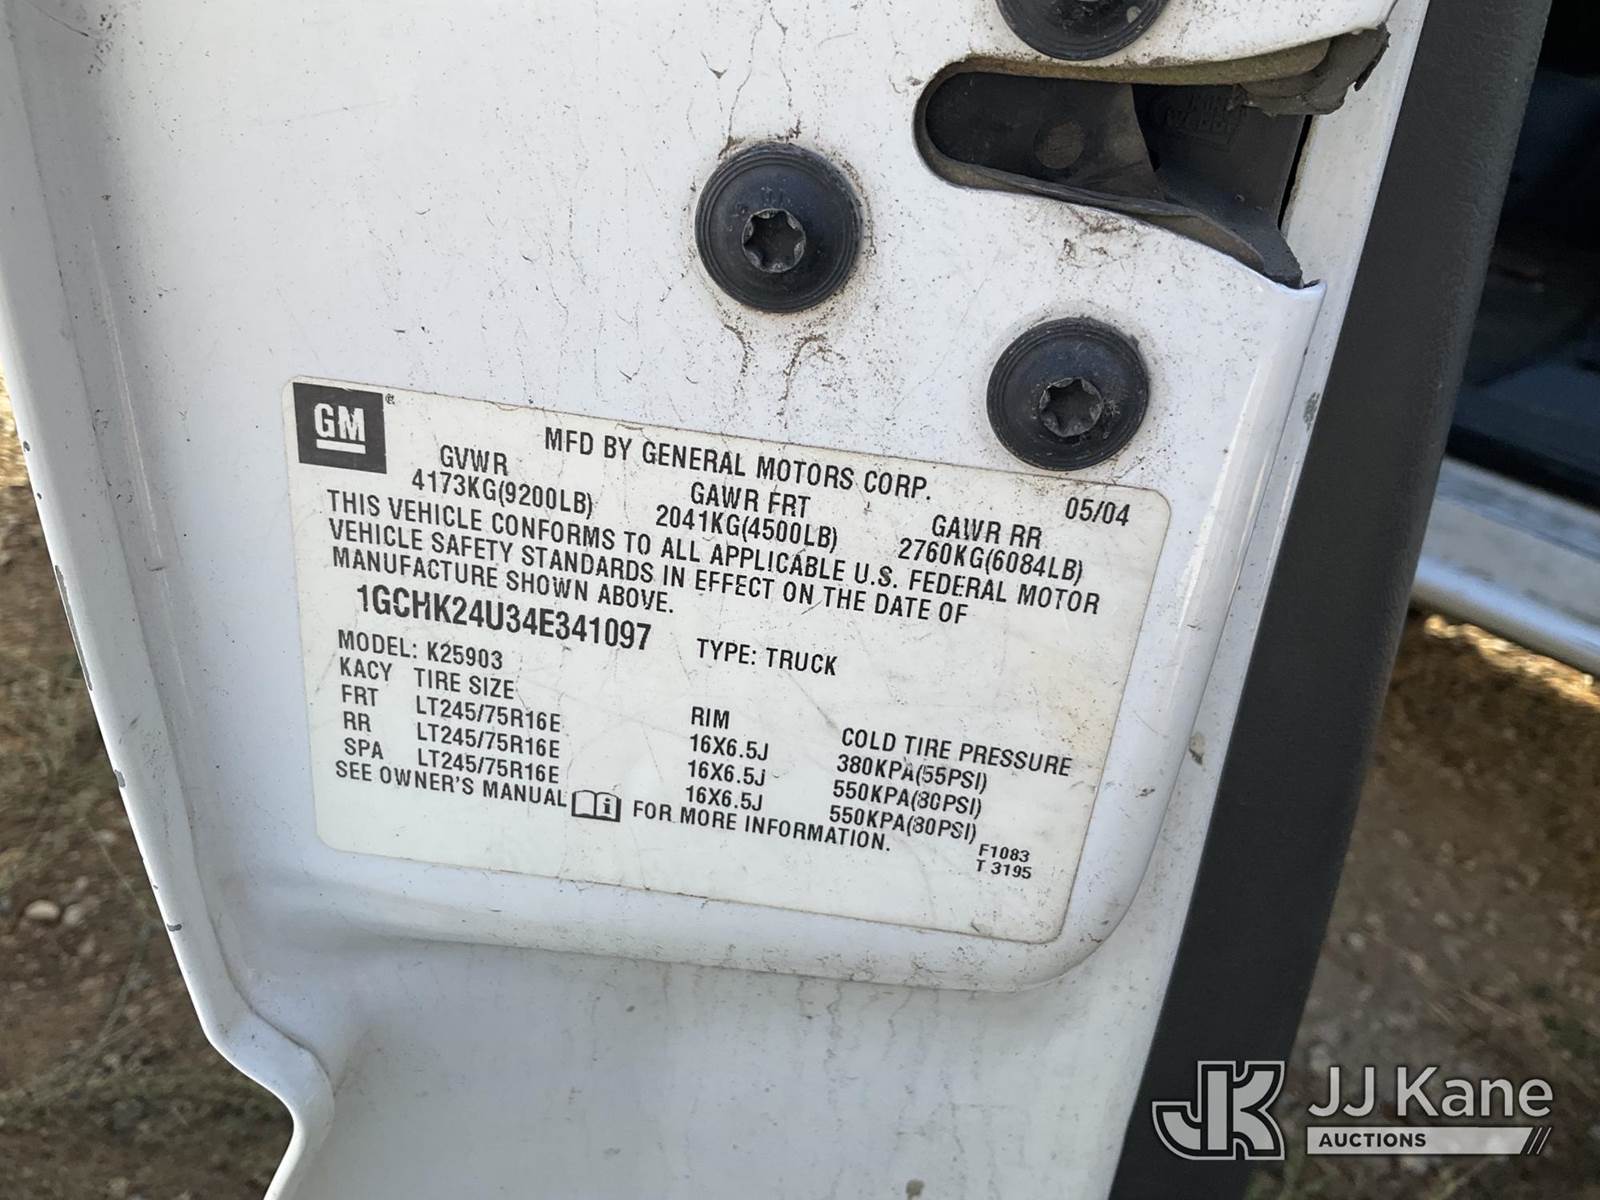 GM
MFD BY GENERAL MOTORS CORP.
05/04
GVWR GAWR FRT GAWR RR
4173KG(9200LB) 2041KG(4500LB) 2760KG(6084LB)
THIS VEHICLE CONFORMS TO ALL APPLICABLE U.S. FEDERAL MOTOR
VEHICLE SAFETY STANDARDS IN EFFECT ON THE DATE OF
MANUFACTURE SHOWN ABOVE.
1GCHK24U34E341097 TYPE: TRUCK
MODEL: K25903
KACY TIRE SIZE RIM COLD TIRE PRESSURE
FRT LT245/75R16E 16X6.5J 380KPA(55PSI)
RR LT245/75R16E 16X6.5J 550KPA(80PSI)
SPA LT245/75R16E 16X6.5J 550KPA(80PSI)
SEE OWNER'S MANUAL FOR MORE INFORMATION.
F1083
T 3195
JK JJ Kane
AUCTIONS